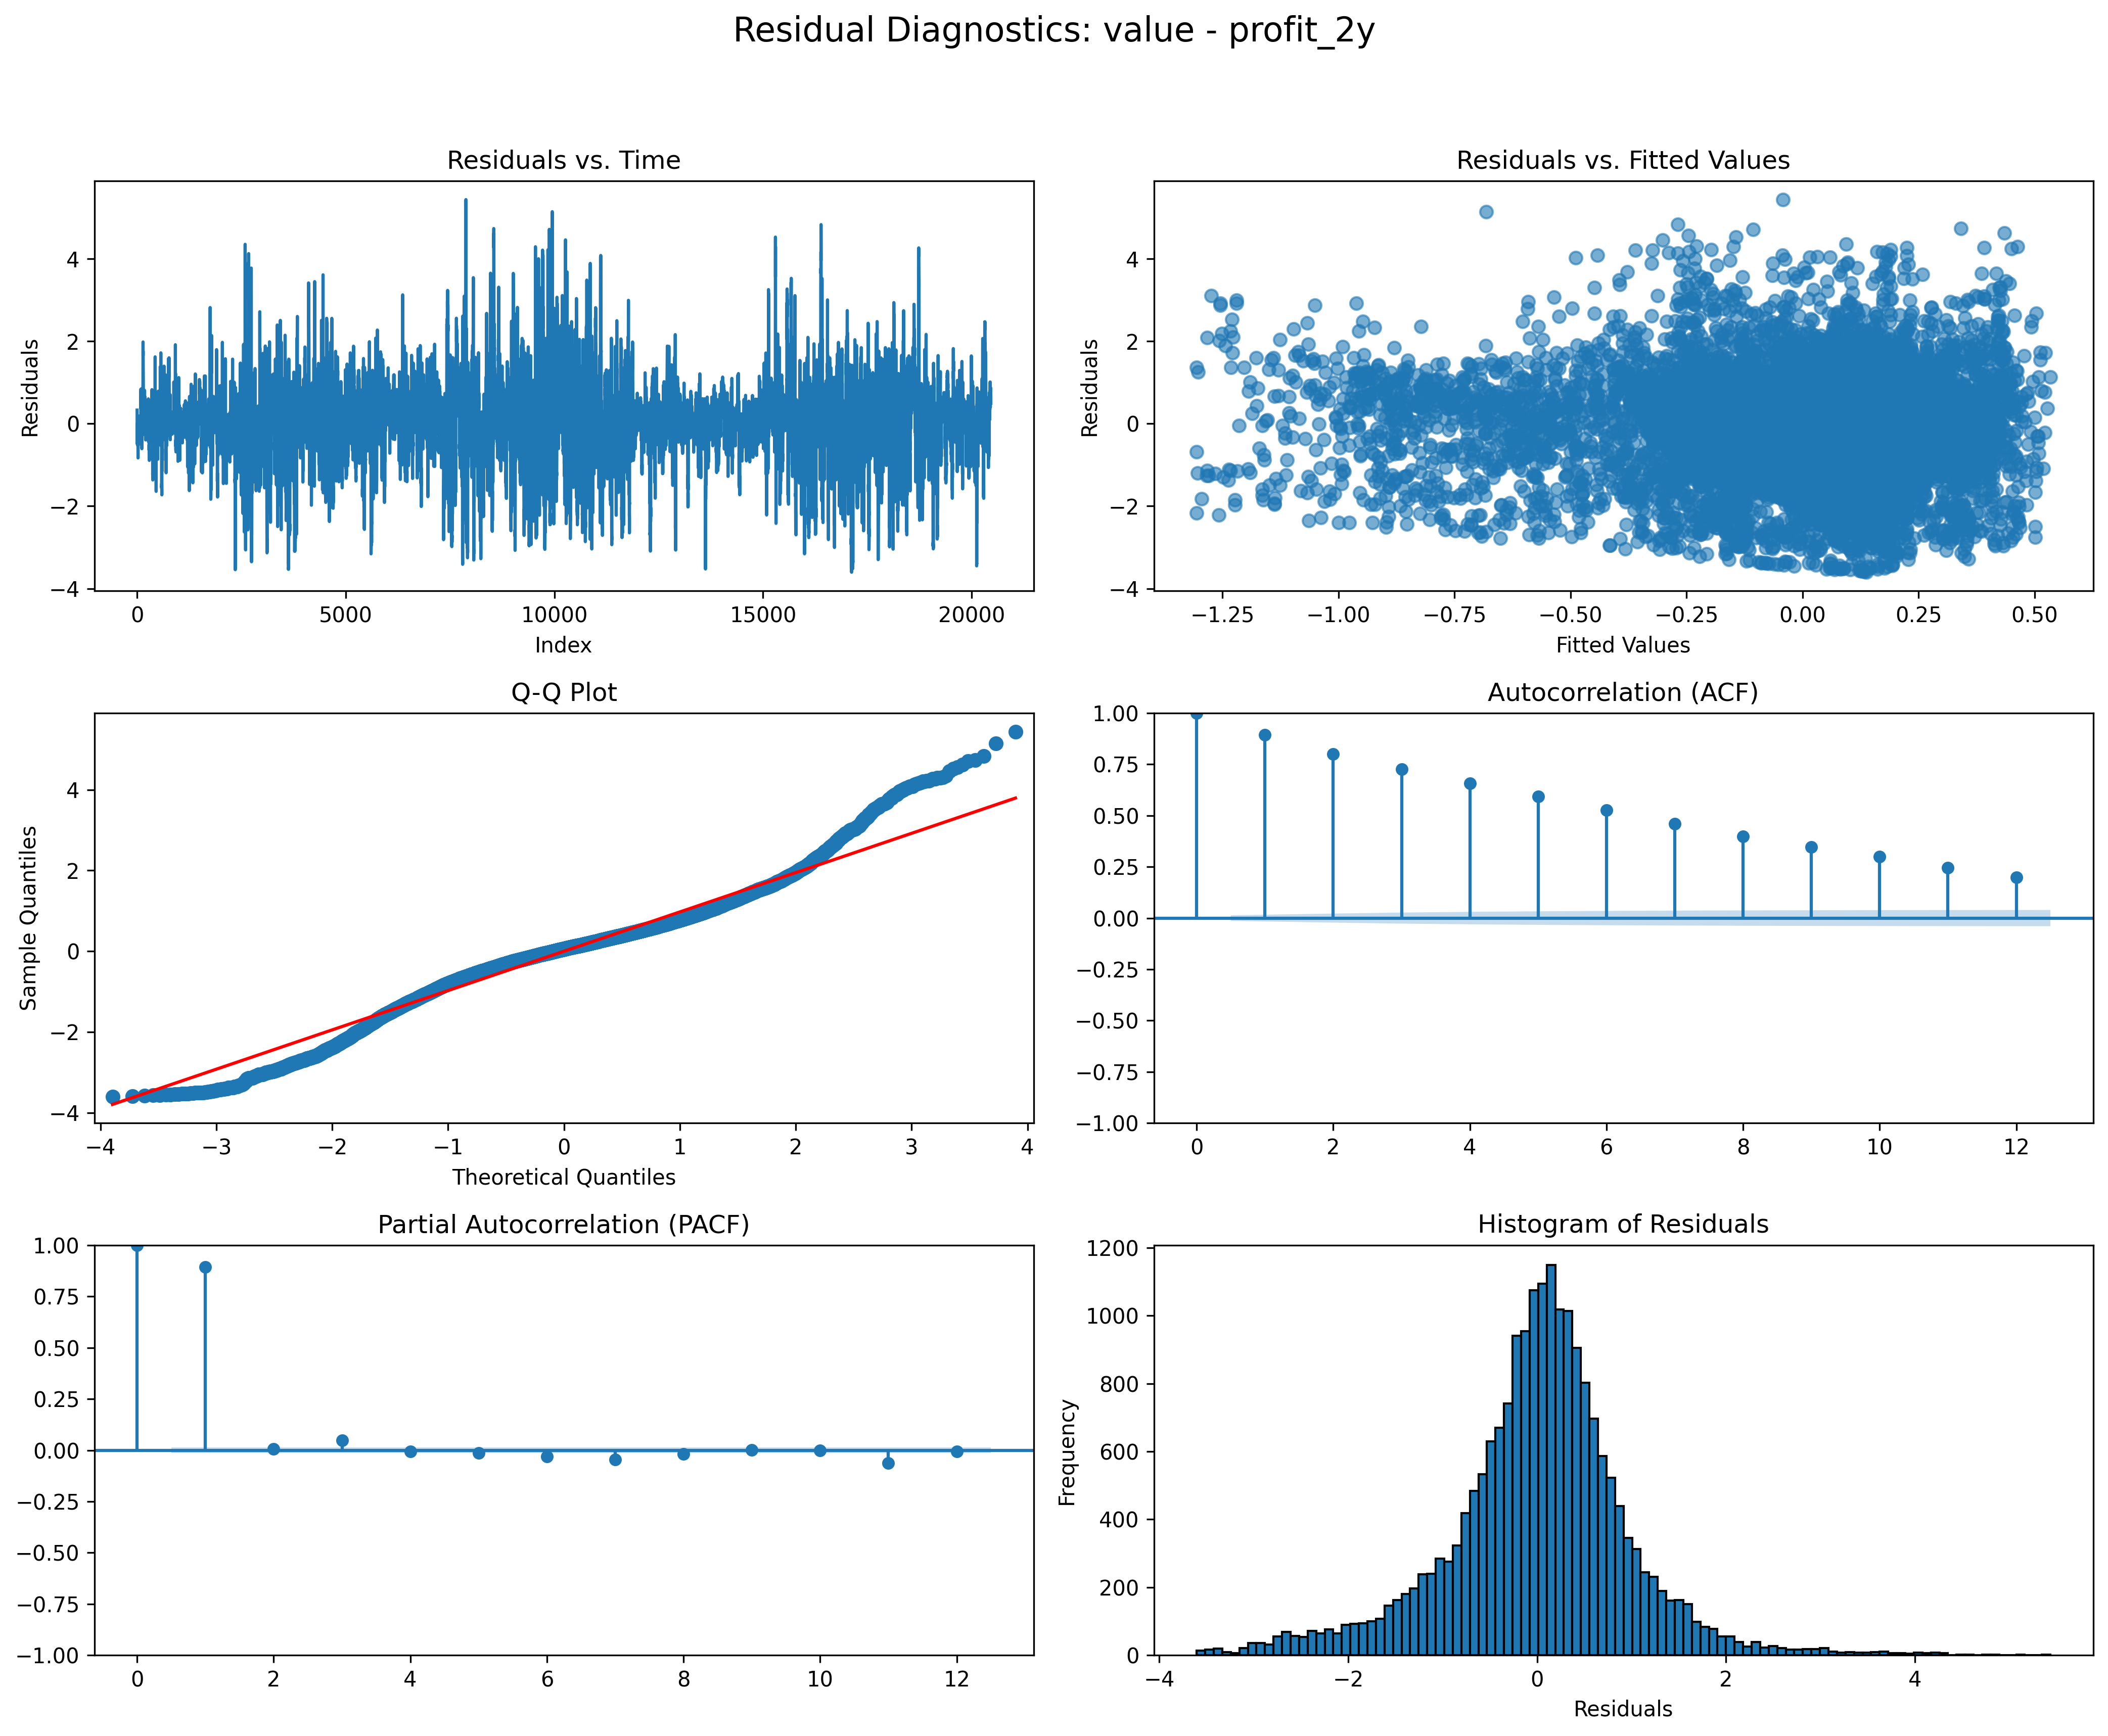 Residual Diagnostics: value - profit_2y
Residuals vs. Time
Residuals
4
2
0
−2
−4
0 5000 10000 15000 20000
Index
Residuals vs. Fitted Values
Residuals
4
2
0
−2
−4
−1.25 −1.00 −0.75 −0.50 −0.25 0.00 0.25 0.50
Fitted Values
Q-Q Plot
Sample Quantiles
4
2
0
−2
−4
−4 −3 −2 −1 0 1 2 3 4
Theoretical Quantiles
Autocorrelation (ACF)
1.00
0.75
0.50
0.25
0.00
−0.25
−0.50
−0.75
−1.00
0 2 4 6 8 10 12
Partial Autocorrelation (PACF)
1.00
0.75
0.50
0.25
0.00
−0.25
−0.50
−0.75
−1.00
0 2 4 6 8 10 12
Histogram of Residuals
Frequency
1200
1000
800
600
400
200
0
−4 −2 0 2 4
Residuals